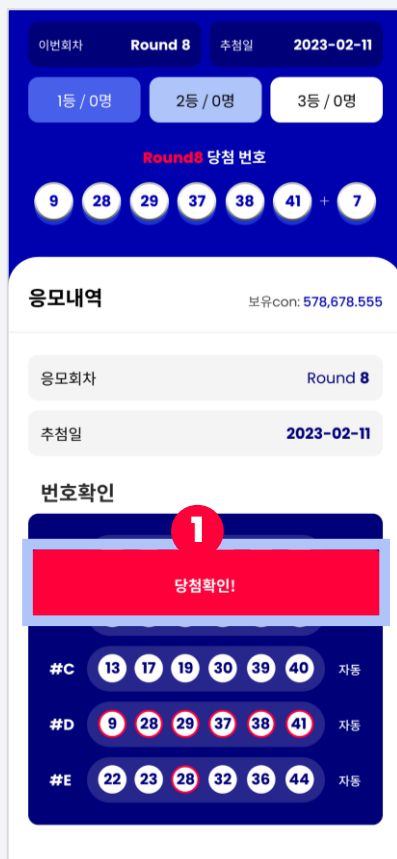 이번회차 Round 8 추첨일 2023-02-11
1등 / 0명 2등 / 0명 3등 / 0명
Round8 당첨 번호
9 28 29 37 38 41 + 7
응모내역 보유con: 578,678.555
응모회차 Round 8
추첨일 2023-02-11
번호확인
1
당첨확인!
#C 13 17 19 30 39 40 자동
#D 9 28 29 37 38 41 자동
#E 22 23 28 32 36 44 자동